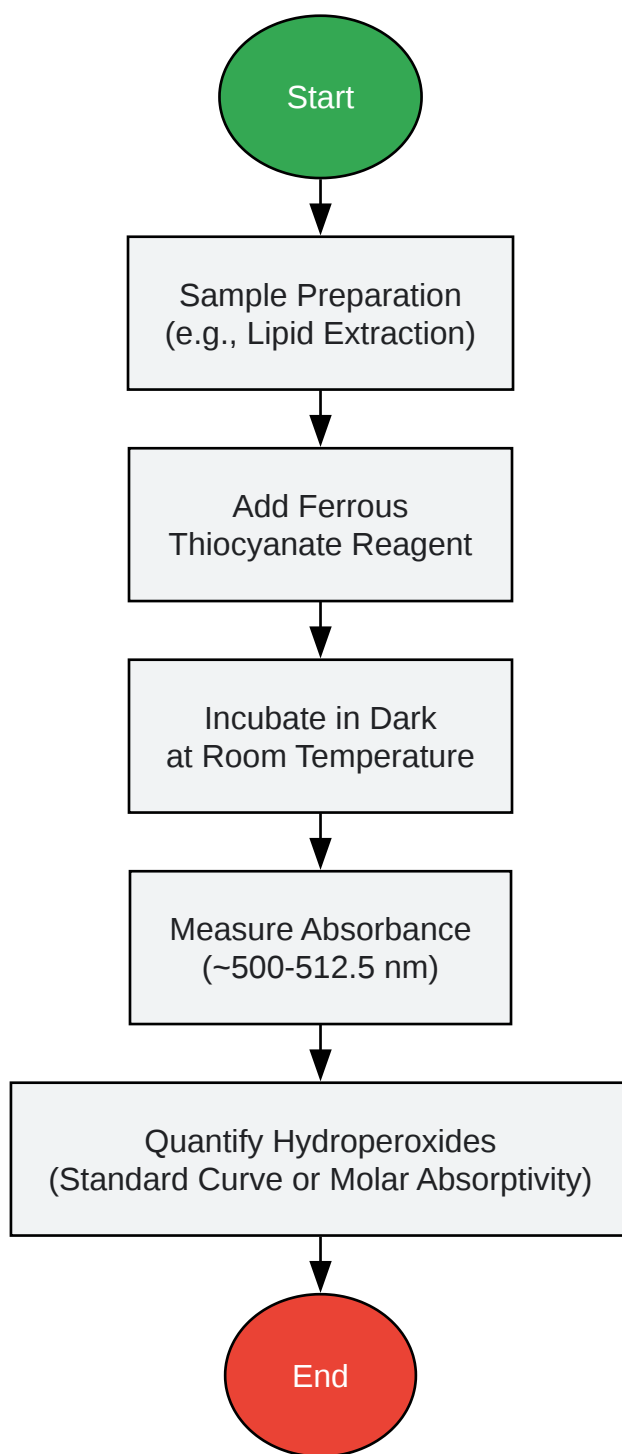 Start
Sample Preparation
(e.g., Lipid Extraction)
Add Ferrous
Thiocyanate Reagent
Incubate in Dark
at Room Temperature
Measure Absorbance
(~500-512.5 nm)
Quantify Hydroperoxides
(Standard Curve or Molar Absorptivity)
End